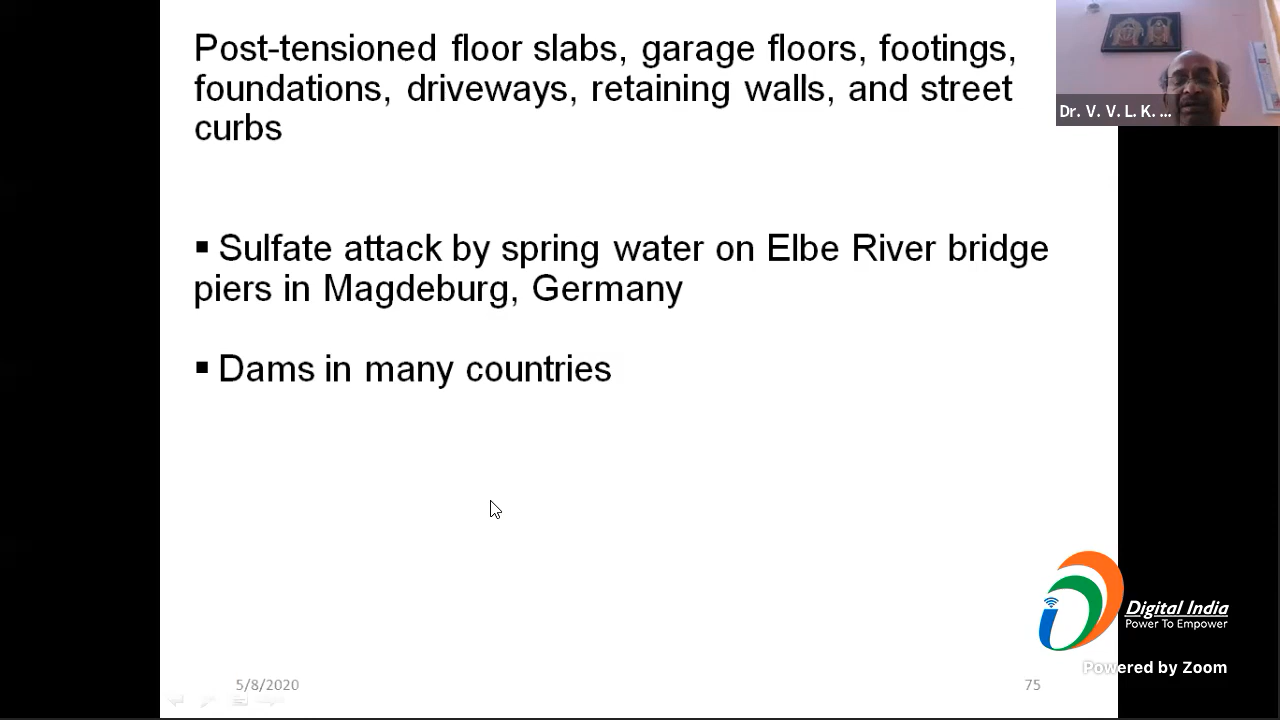 Post-tensioned floor slabs, garage floors, footings,
foundations, driveways, retaining walls, and street
curbs
▪ Sulfate attack by spring water on Elbe River bridge
piers in Magdeburg, Germany
▪ Dams in many countries
Dr. V. V. L. K. ...
Digital India
Power To Empower
Powered by Zoom
5/8/2020
75